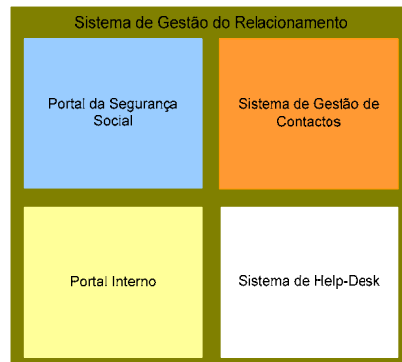 Sistema de Gestão do Relacionamento
Portal da Segurança
Social
Sistema de Gestão de
Contactos
Portal Interno
Sistema de Help-Desk